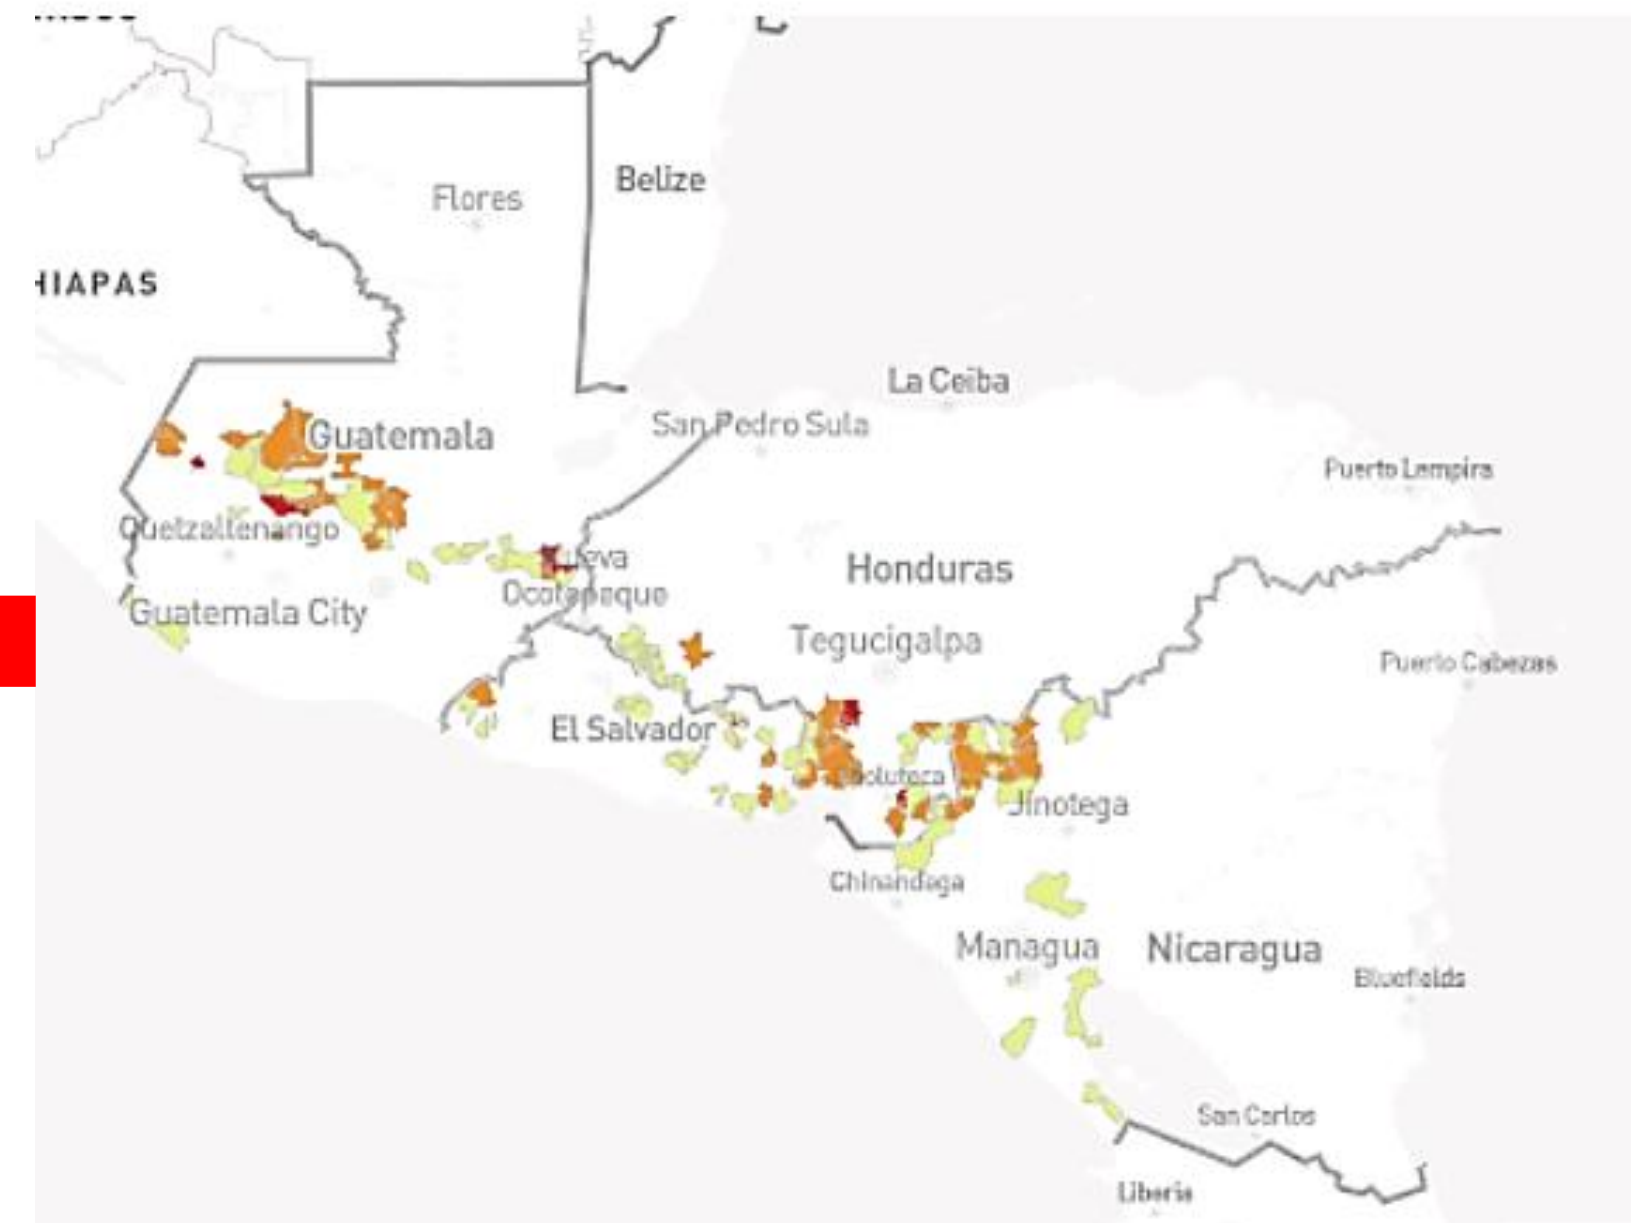 Belize
Flores
HIAPAS
La Ceiba
San Pedro Sula
Guatemala
Puerto Lempira
Quetzaltenango
Honduras
Ocotepeque
Guatemala City
Tegucigalpa
Puerto Cabezas
El Salvador
Jinotega
Chinandega
Managua
Nicaragua
Bluefields
San Carlos
Liberia